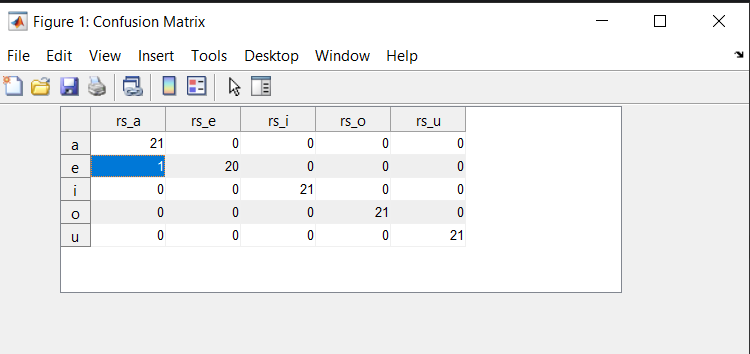 Figure 1: Confusion Matrix
File Edit View Insert Tools Desktop Window Help
rs_a rs_e rs_i rs_o rs_u
a 21 0 0 0 0
e 1 20 0 0 0
i 0 0 21 0 0
o 0 0 0 21 0
u 0 0 0 0 21